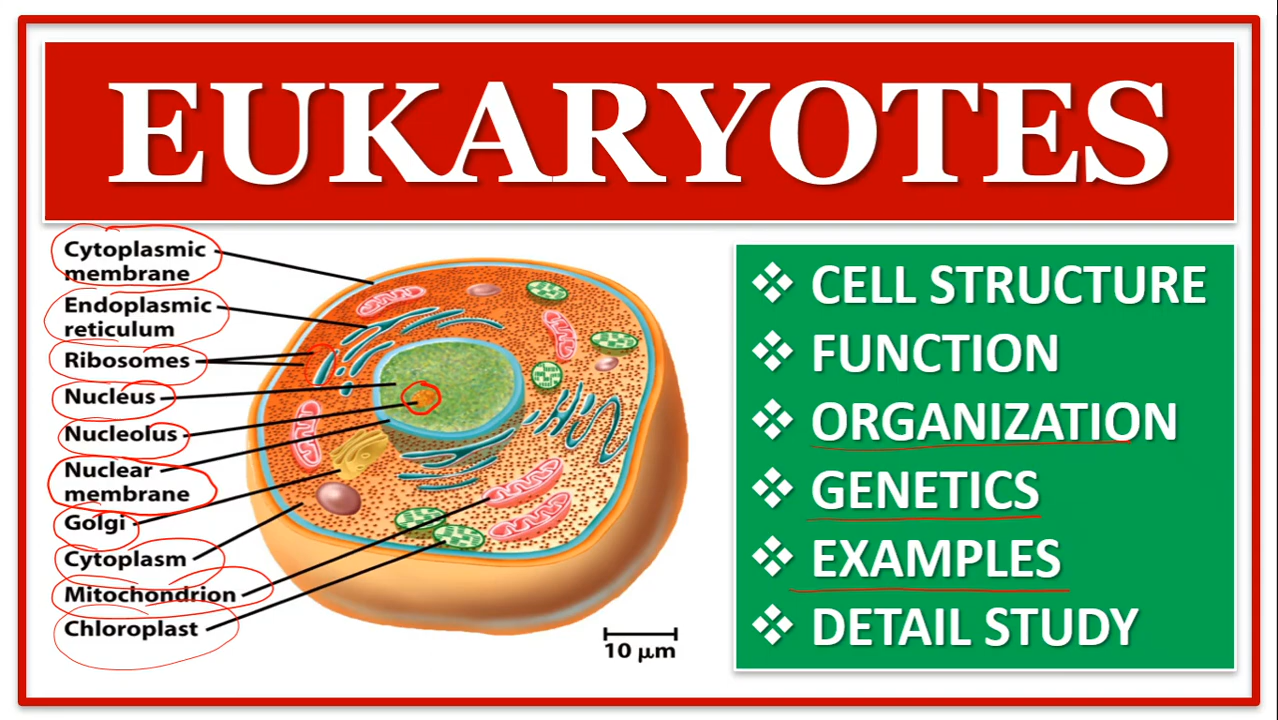 EUKARYOTES
Cytoplasmic
membrane
Endoplasmic
reticulum
Ribosomes
Nucleus
Nucleolus
Nuclear
membrane
Golgi
Cytoplasm
Mitochondrion
Chloroplast
10 μm
CELL STRUCTURE
FUNCTION
ORGANIZATION
GENETICS
EXAMPLES
DETAIL STUDY